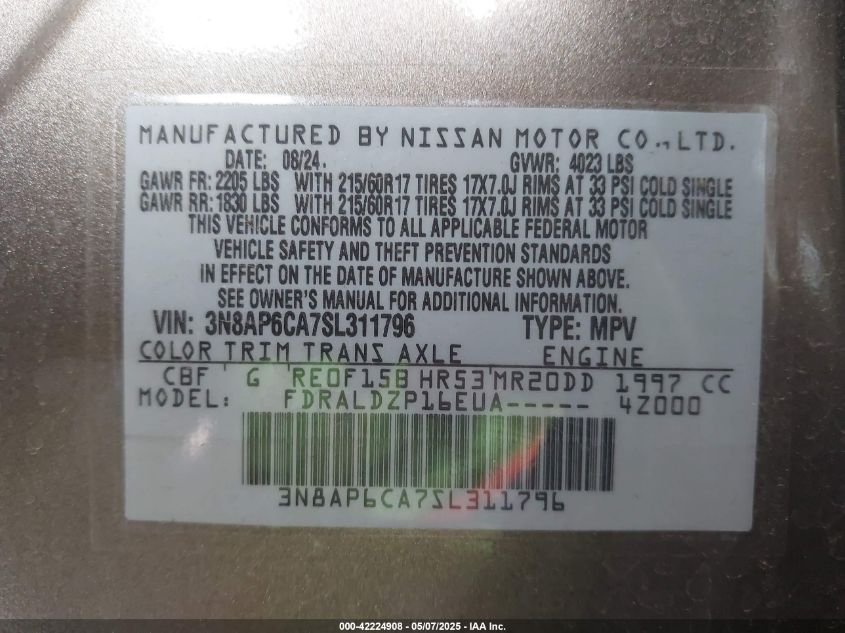 MANUFACTURED BY NISSAN MOTOR CO.,LTD.
DATE: 08/24. GVWR: 4023 LBS
GAWR FR: 2205 LBS WITH 215/60R17 TIRES 17X7.0J RIMS AT 33 PSI COLD SINGLE
GAWR RR: 1830 LBS WITH 215/60R17 TIRES 17X7.0J RIMS AT 33 PSI COLD SINGLE
THIS VEHICLE CONFORMS TO ALL APPLICABLE FEDERAL MOTOR
VEHICLE SAFETY AND THEFT PREVENTION STANDARDS
IN EFFECT ON THE DATE OF MANUFACTURE SHOWN ABOVE.
SEE OWNER'S MANUAL FOR ADDITIONAL INFORMATION.
VIN: 3N8AP6CA7SL311796 TYPE: MPV
COLOR TRIM TRANS AXLE ENGINE
CBF G RE0F15B HR53 MR20DD 1997 CC
MODEL: FDRALDZP16EUA----- 4Z000
3N8AP6CA7SL311796
000-42224908 - 05/07/2025 - IAA Inc.